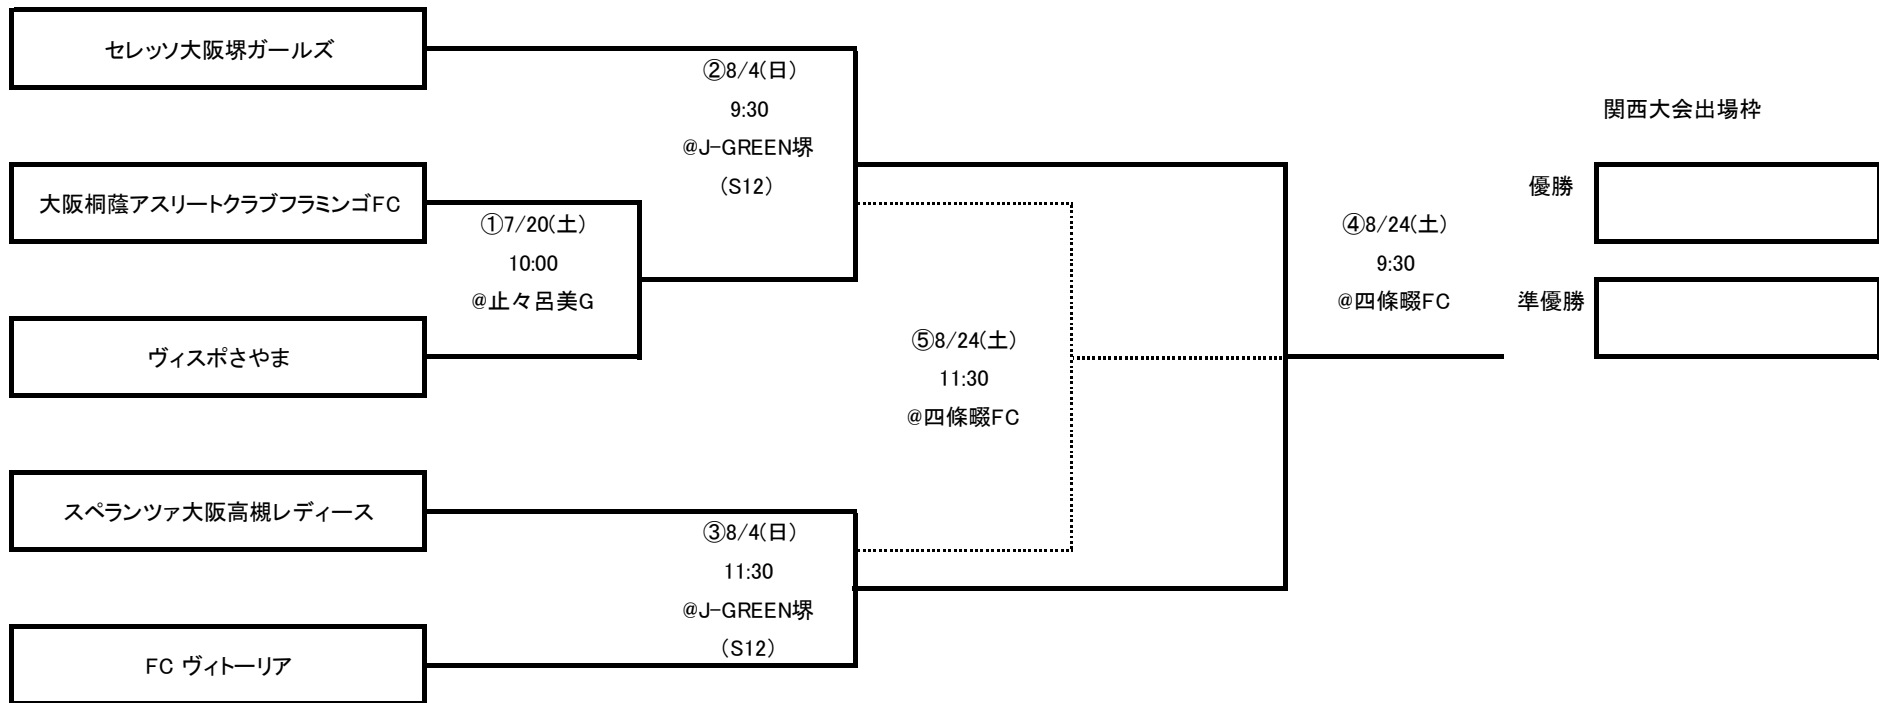 セレッソ大阪堺ガールズ
②8/4(日)
9:30
@J-GREEN堺
(S12)
関西大会出場枠
大阪桐蔭アスリートクラブフラミンゴFC
①7/20(土)
10:00
@止々呂美G
優勝
④8/24(土)
9:30
@四條畷FC
準優勝
ヴィスポさやま
⑤8/24(土)
11:30
@四條畷FC
スペランツァ大阪高槻レディース
③8/4(日)
11:30
@J-GREEN堺
(S12)
FC ヴィトーリア